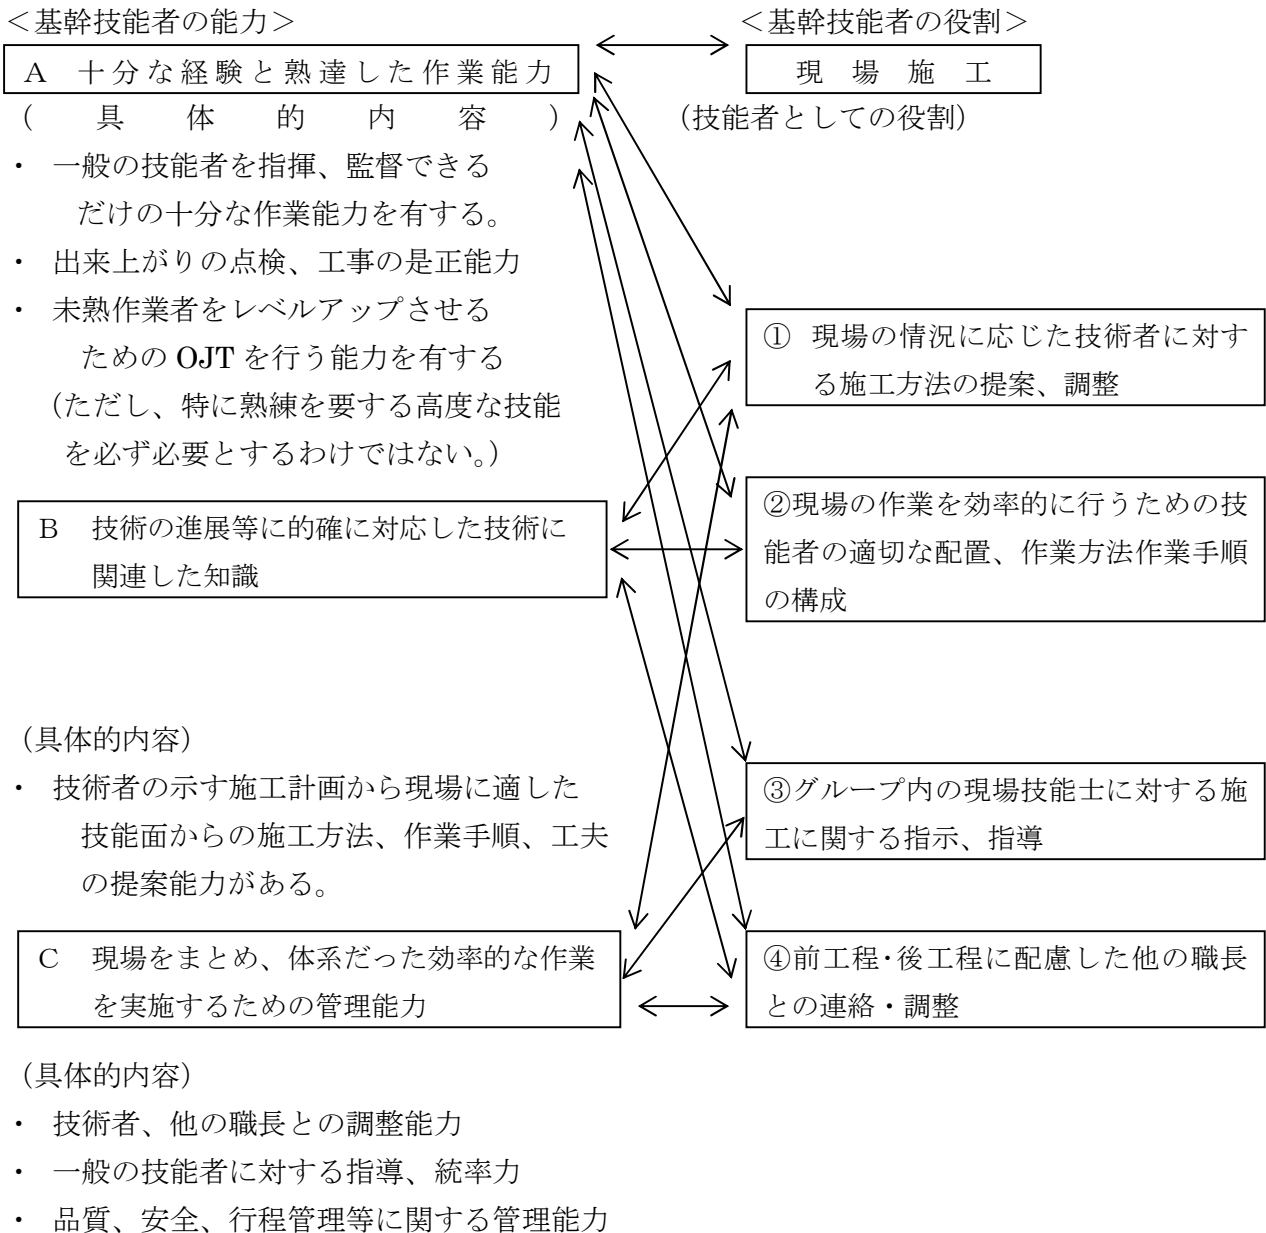 ＜基幹技能者の能力＞
A 十分な経験と熟達した作業能力
(具体的内容)
・ 一般の技能者を指揮、監督できる
だけの十分な作業能力を有する。
・ 出来上がりの点検、工事の是正能力
・ 未熟作業者をレベルアップさせる
ための OJT を行う能力を有する
（ただし、特に熟練を要する高度な技能
を必ず必要とするわけではない。）
B 技術の進展等に的確に対応した技術に
関連した知識
（具体的内容）
・ 技術者の示す施工計画から現場に適した
技能面からの施工方法、作業手順、工夫
の提案能力がある。
C 現場をまとめ、体系だった効率的な作業
を実施するための管理能力
（具体的内容）
・ 技術者、他の職長との調整能力
・ 一般の技能者に対する指導、統率力
・ 品質、安全、行程管理等に関する管理能力
＜基幹技能者の役割＞
現場施工
（技能者としての役割）
① 現場の情況に応じた技術者に対す
る施工方法の提案、調整
②現場の作業を効率的に行うための技
能者の適切な配置、作業方法作業手順
の構成
③グループ内の現場技能士に対する施
工に関する指示、指導
④前工程・後工程に配慮した他の職長
との連絡・調整